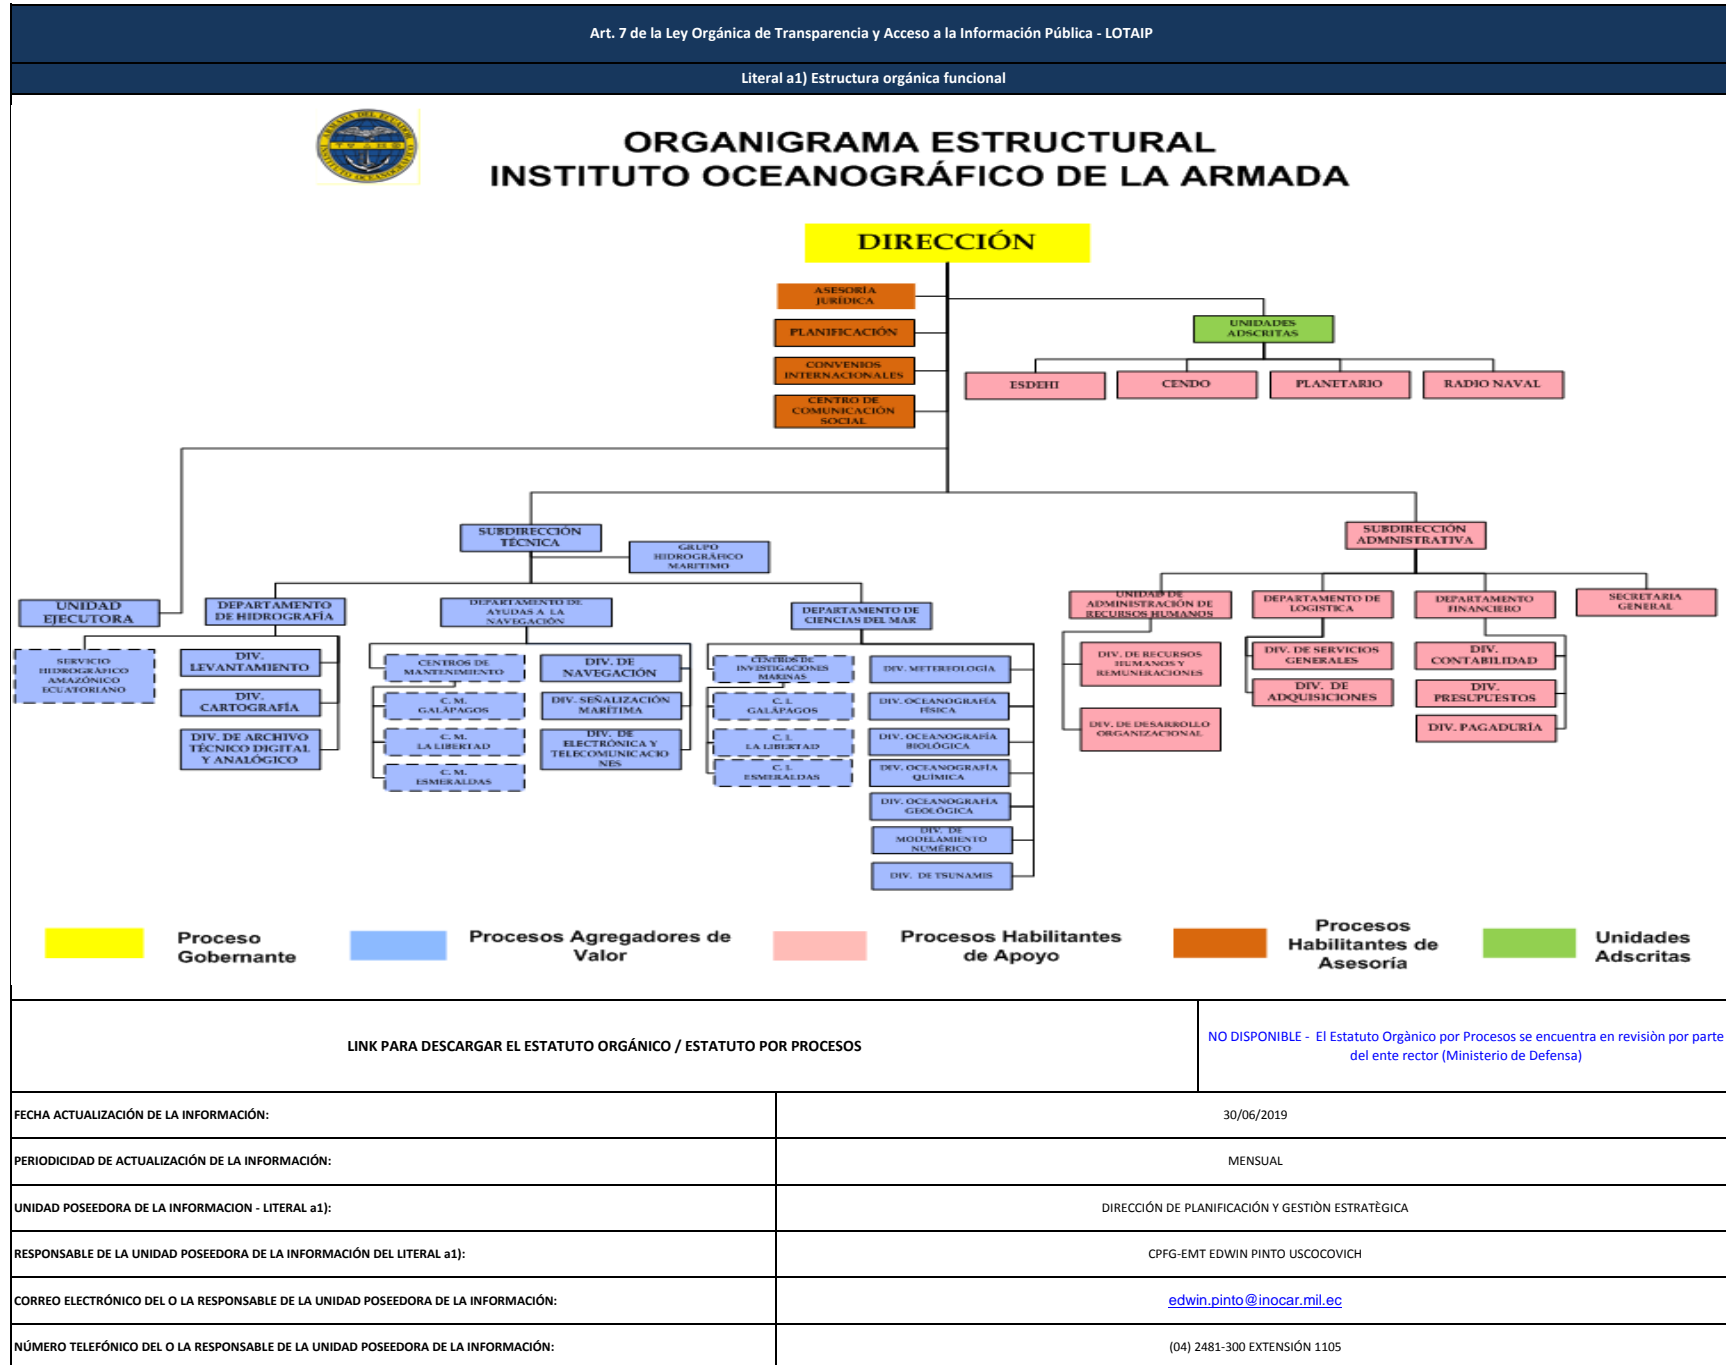 Art. 7 de la Ley Orgánica de Transparencia y Acceso a la Información Pública - LOTAIP
Literal a1) Estructura orgánica funcional
ARMADA DEL ECUADOR
INSTITUTO OCEANOGRAFICO
ORGANIGRAMA ESTRUCTURAL
INSTITUTO OCEANOGRÁFICO DE LA ARMADA
DIRECCIÓN
ASESORÍA
JURÍDICA
PLANIFICACIÓN
CONVENIOS
INTERNACIONALES
CENTRO DE
COMUNICACIÓN
SOCIAL
UNIDADES
ADSCRITAS
ESDEHI
CENDO
PLANETARIO
RADIO NAVAL
SUBDIRECCIÓN
TÉCNICA
GRUPO
HIDROGRÁFICO
MARITIMO
SUBDIRECCIÓN
ADMNISTRATIVA
UNIDAD
EJECUTORA
SERVICIO
HIDROGRÁFICO
AMAZÓNICO
ECUATORIANO
DEPARTAMENTO
DE HIDROGRAFÍA
DIV.
LEVANTAMIENTO
DIV.
CARTOGRAFÍA
DIV. DE ARCHIVO
TÉCNICO DIGITAL
Y ANALÓGICO
DEPARTAMENTO DE
AYUDAS A LA
NAVEGACIÓN
CENTROS DE
MANTENIMIENTO
C. M.
GALÁPAGOS
C. M.
LA LIBERTAD
C. M.
ESMERALDAS
DIV. DE
NAVEGACIÓN
DIV. SEÑALIZACIÓN
MARÍTIMA
DIV. DE
ELECTRÓNICA Y
TELECOMUNICACIO
NES
DEPARTAMENTO DE
CIENCIAS DEL MAR
CENTROS DE
INVESTIGACIONES
MARINAS
C. I.
GALÁPAGOS
C. I.
LA LIBERTAD
C. I.
ESMERALDAS
DIV. METEREOLOGÍA
DIV. OCEANOGRAFÍA
FÍSICA
DIV. OCEANOGRAFÍA
BIOLÓGICA
DIV. OCEANOGRAFÍA
QUÍMICA
DIV. OCEANOGRAFÍA
GEOLÓGICA
DIV. DE
MODELAMIENTO
NUMÉRICO
DIV. DE TSUNAMIS
UNIDAD DE
ADMINISTRACIÓN DE
RECURSOS HUMANOS
DIV. DE RECURSOS
HUMANOS Y
REMUNERACIONES
DIV. DE DESARROLLO
ORGANIZACIONAL
DEPARTAMENTO DE
LOGISTICA
DIV. DE SERVICIOS
GENERALES
DIV. DE
ADQUISICIONES
DEPARTAMENTO
FINANCIERO
DIV.
CONTABILIDAD
DIV.
PRESUPUESTOS
DIV. PAGADURÍA
SECRETARIA
GENERAL
Proceso
Gobernante
Procesos Agregadores de
Valor
Procesos Habilitantes
de Apoyo
Procesos
Habilitantes de
Asesoría
Unidades
Adscritas
LINK PARA DESCARGAR EL ESTATUTO ORGÁNICO / ESTATUTO POR PROCESOS
NO DISPONIBLE - El Estatuto Orgànico por Procesos se encuentra en revisiòn por parte
del ente rector (Ministerio de Defensa)
FECHA ACTUALIZACIÓN DE LA INFORMACIÓN:
30/06/2019
PERIODICIDAD DE ACTUALIZACIÓN DE LA INFORMACIÓN:
MENSUAL
UNIDAD POSEEDORA DE LA INFORMACION - LITERAL a1):
DIRECCIÓN DE PLANIFICACIÓN Y GESTIÒN ESTRATÈGICA
RESPONSABLE DE LA UNIDAD POSEEDORA DE LA INFORMACIÓN DEL LITERAL a1):
CPFG-EMT EDWIN PINTO USCOCOVICH
CORREO ELECTRÓNICO DEL O LA RESPONSABLE DE LA UNIDAD POSEEDORA DE LA INFORMACIÓN:
edwin.pinto@inocar.mil.ec
NÚMERO TELEFÓNICO DEL O LA RESPONSABLE DE LA UNIDAD POSEEDORA DE LA INFORMACIÓN:
(04) 2481-300 EXTENSIÓN 1105